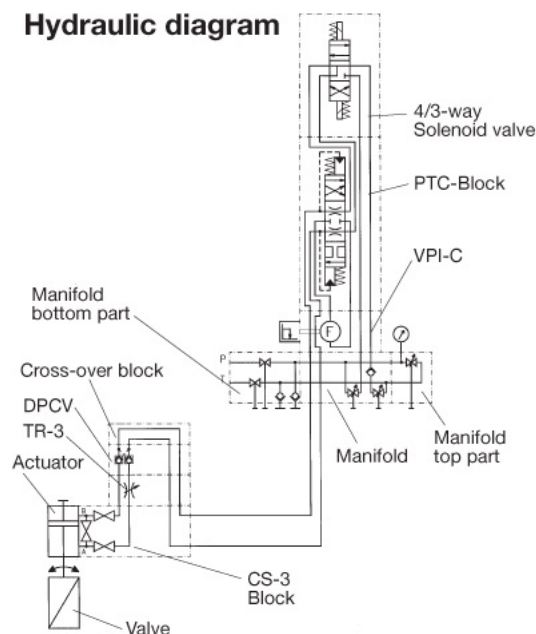 Hydraulic diagram
4/3-way
Solenoid valve
PTC-Block
VPI-C
Manifold
bottom part
F
P
T
Cross-over block
DPCV
TR-3
Actuator
Manifold
Manifold
top part
B
A
CS-3
Block
Valve